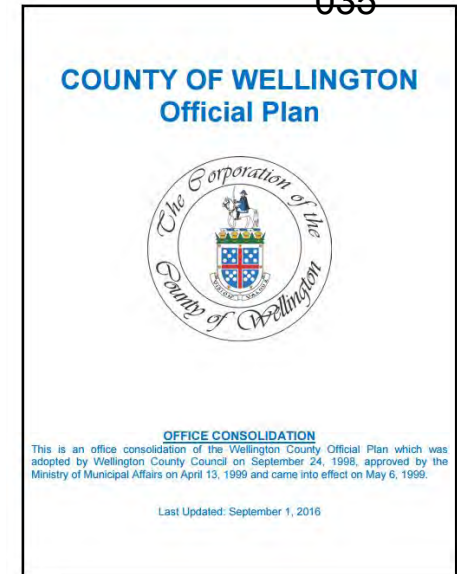 035
COUNTY OF WELLINGTON
Official Plan
The Corporation of the
County of Wellington
OFFICE CONSOLIDATION
This is an office consolidation of the Wellington County Official Plan which was
adopted by Wellington County Council on September 24, 1998, approved by the
Ministry of Municipal Affairs on April 13, 1999 and came into effect on May 6, 1999.
Last Updated: September 1, 2016